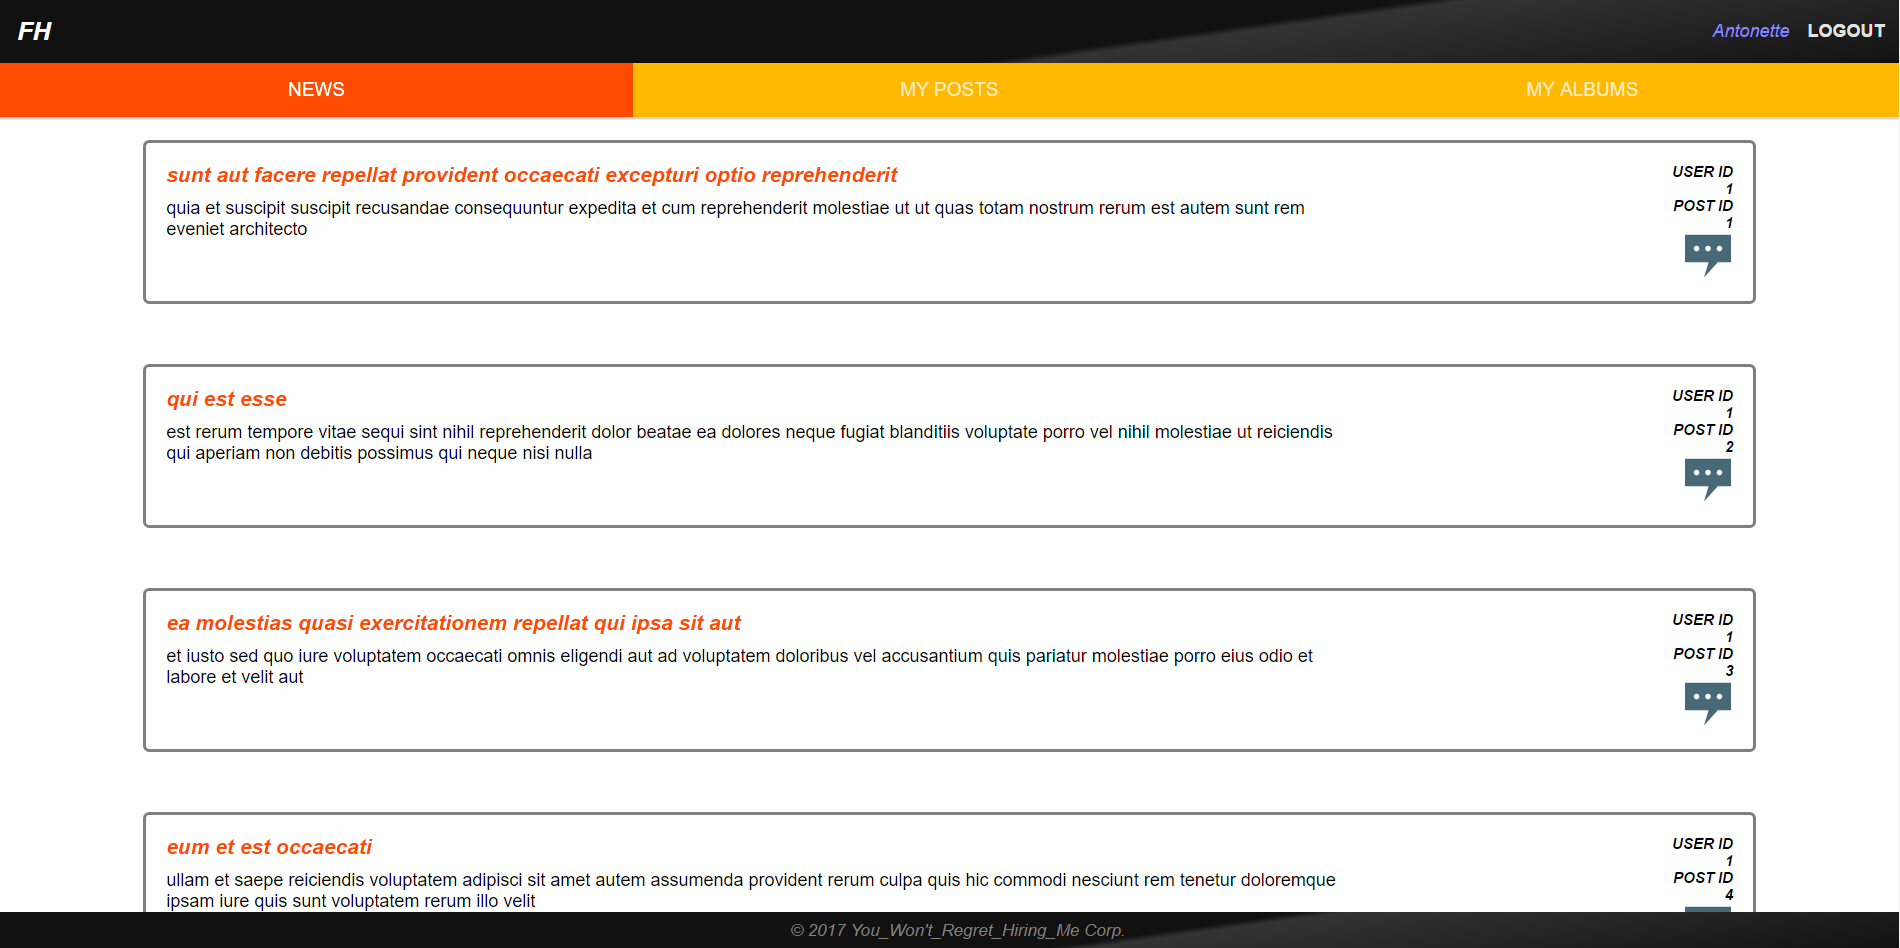 FH
Antonette LOGOUT
NEWS MY POSTS MY ALBUMS
sunt aut facere repellat provident occaecati excepturi optio reprehenderit
quia et suscipit suscipit recusandae consequuntur expedita et cum reprehenderit molestiae ut ut quas totam nostrum rerum est autem sunt rem
eveniet architecto
USER ID
1
POST ID
1
qui est esse
est rerum tempore vitae sequi sint nihil reprehenderit dolor beatae ea dolores neque fugiat blanditiis voluptate porro vel nihil molestiae ut reiciendis
qui aperiam non debitis possimus qui neque nisi nulla
USER ID
1
POST ID
2
ea molestias quasi exercitationem repellat qui ipsa sit aut
et iusto sed quo iure voluptatem occaecati omnis eligendi aut ad voluptatem doloribus vel accusantium quis pariatur molestiae porro eius odio et
labore et velit aut
USER ID
1
POST ID
3
eum et est occaecati
ullam et saepe reiciendis voluptatem adipisci sit amet autem assumenda provident rerum culpa quis hic commodi nesciunt rem tenetur doloremque
ipsam iure quis sunt voluptatem rerum illo velit
USER ID
1
POST ID
4
© 2017 You_Won't_Regret_Hiring_Me Corp.